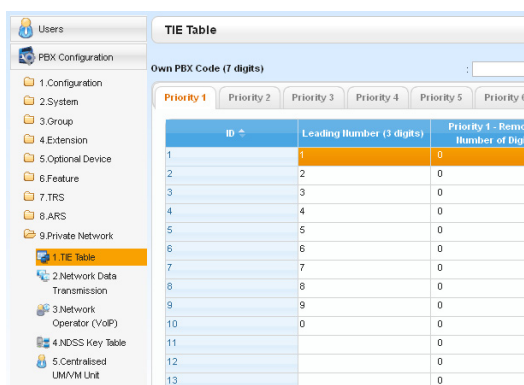 Users
PBX Configuration
1.Configuration
2.System
3.Group
4.Extension
5.Optional Device
6.Feature
7.TRS
8.ARS
9.Private Network
1.TIE Table
2.Network Data
Transmission
3.Network
Operator (VoIP)
4.NDSS Key Table
5.Centralised
UM/VM Unit
TIE Table
Own PBX Code (7 digits) :
Priority 1 Priority 2 Priority 3 Priority 4 Priority 5 Priority
ID Leading Number (3 digits) Priority 1 - Remo
Number of Dig
1 1 0
2 2 0
3 3 0
4 4 0
5 5 0
6 6 0
7 7 0
8 8 0
9 9 0
10 0 0
11 0
12 0
13 0